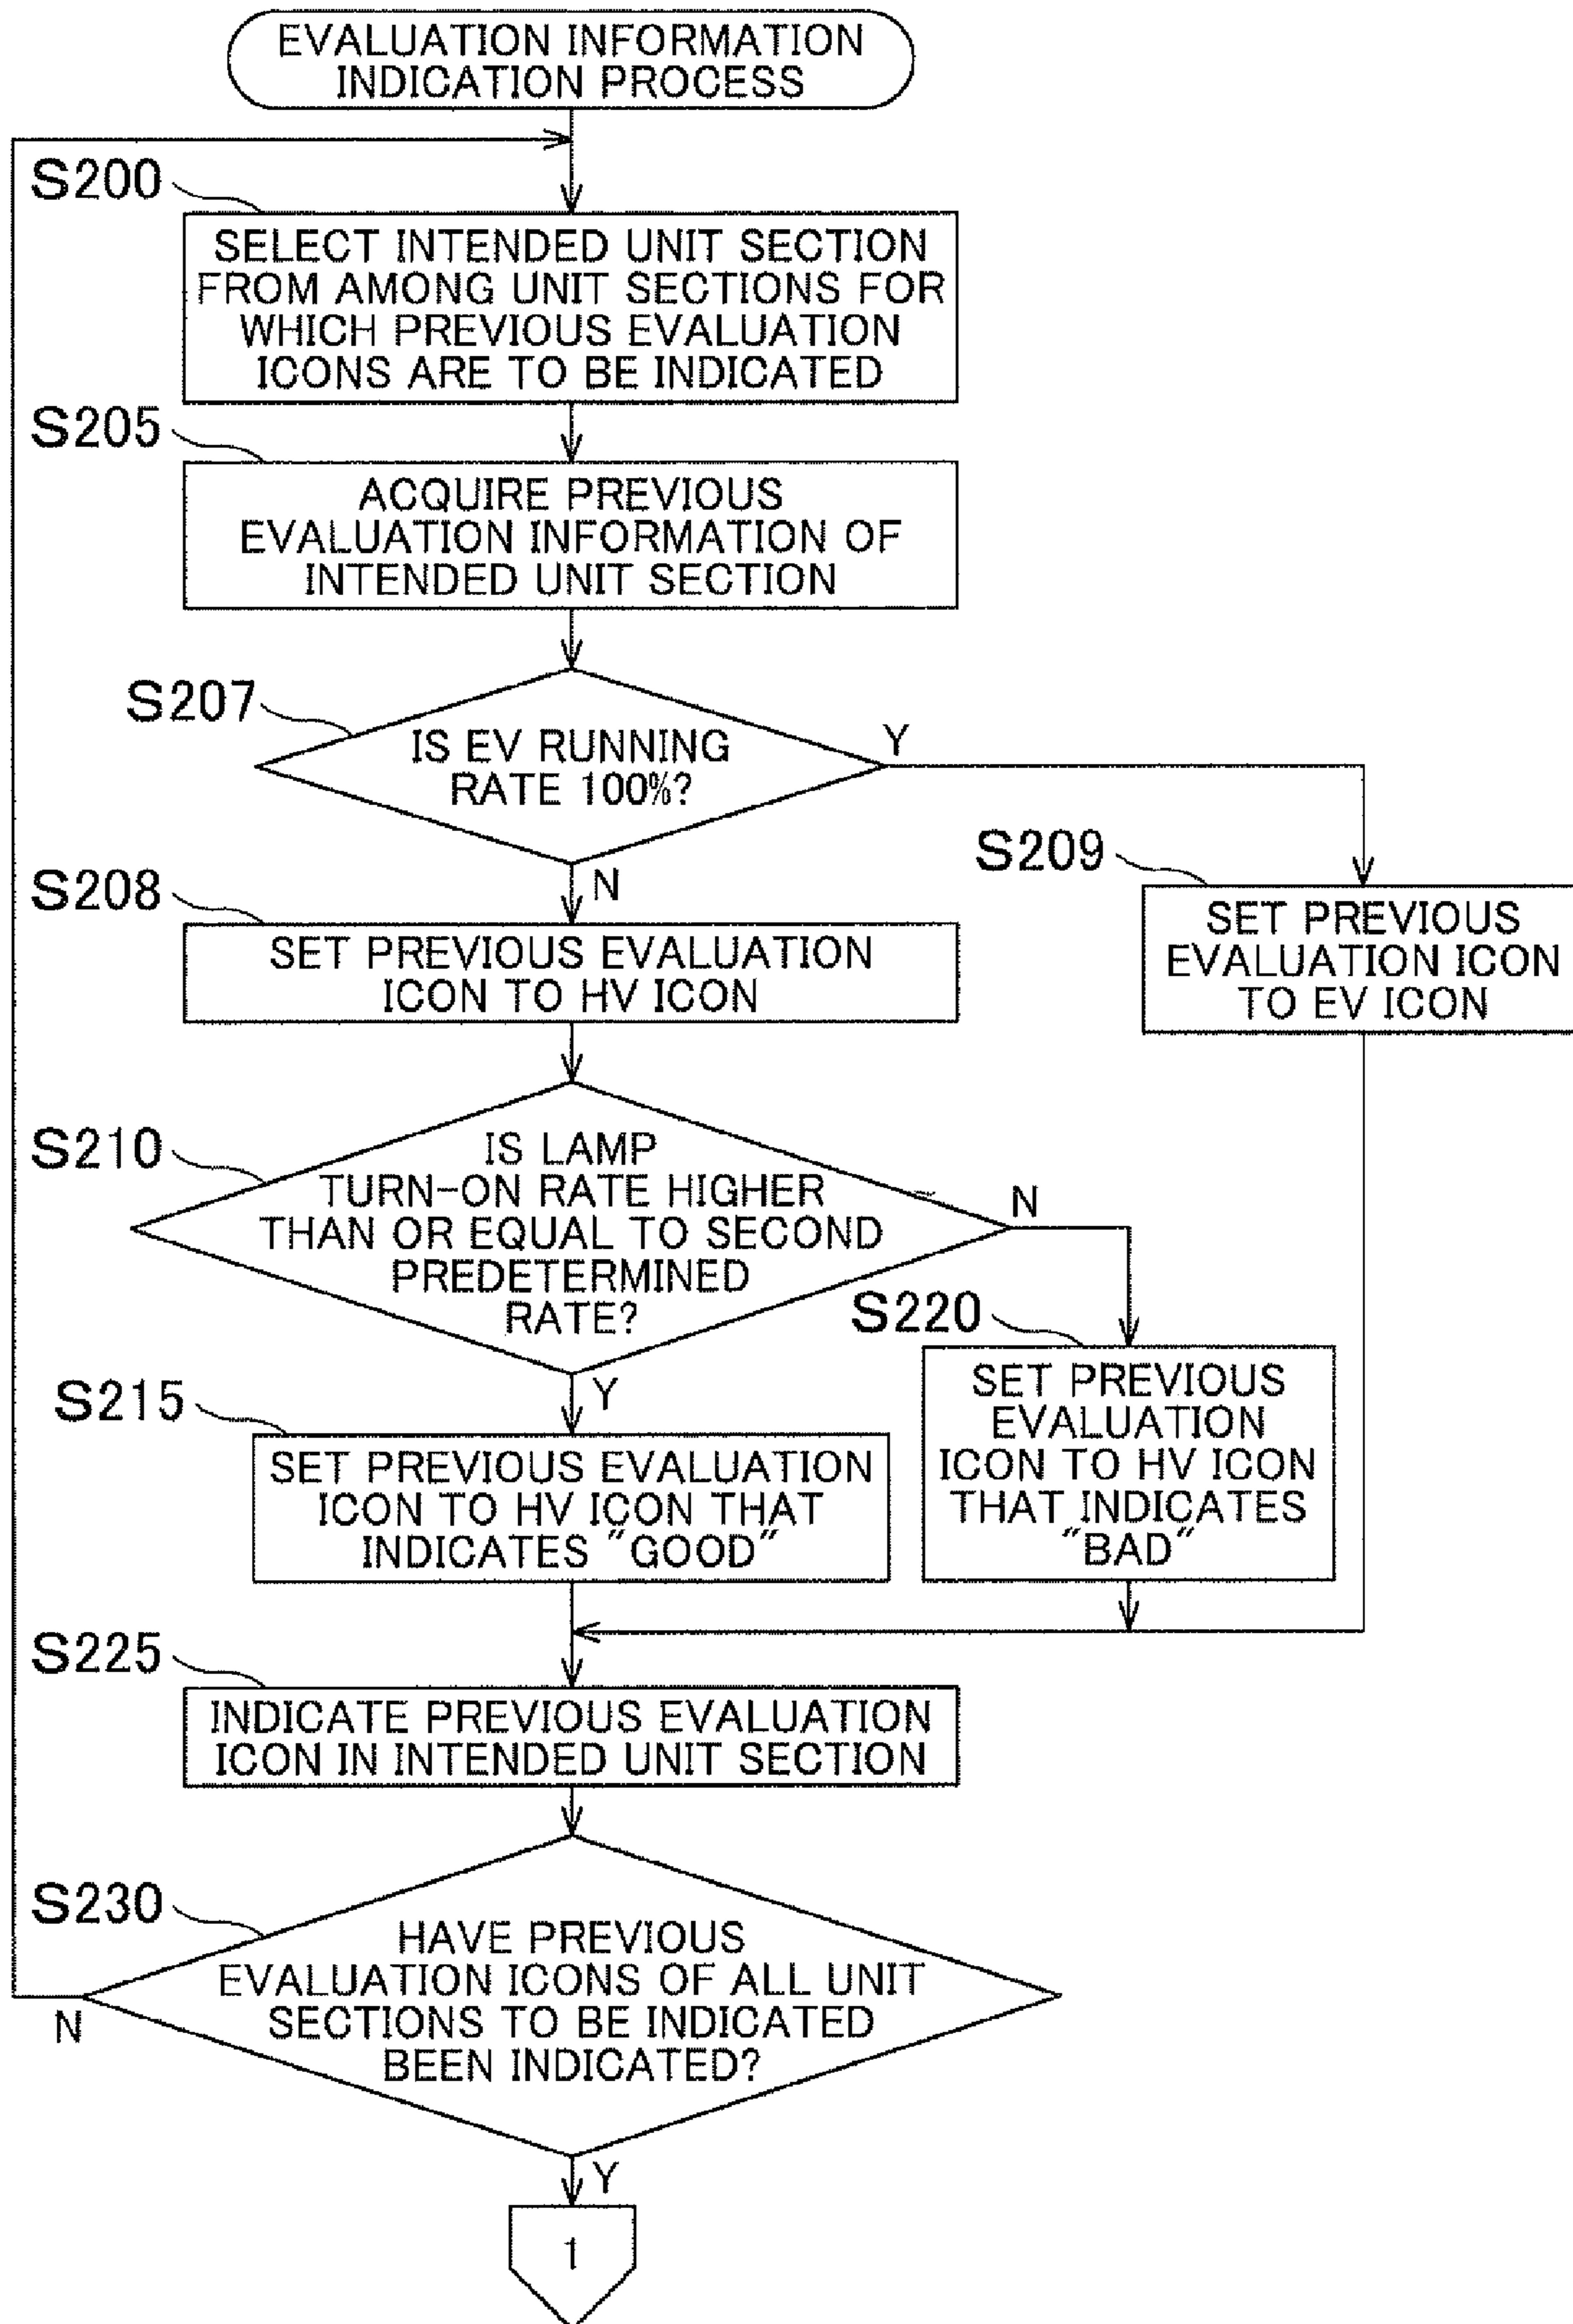 EVALUATION INFORMATION
INDICATION PROCESS
S200
SELECT INTENDED UNIT SECTION
FROM AMONG UNIT SECTIONS FOR
WHICH PREVIOUS EVALUATION
ICONS ARE TO BE INDICATED
S205
ACQUIRE PREVIOUS
EVALUATION INFORMATION OF
INTENDED UNIT SECTION
S207
IS EV RUNNING
RATE 100%?
Y
N
S208
SET PREVIOUS EVALUATION
ICON TO HV ICON
S209
SET PREVIOUS
EVALUATION ICON
TO EV ICON
S210
IS LAMP
TURN-ON RATE HIGHER
THAN OR EQUAL TO SECOND
PREDETERMINED
RATE?
N
Y
S215
SET PREVIOUS EVALUATION
ICON TO HV ICON THAT
INDICATES "GOOD"
S220
SET PREVIOUS
EVALUATION
ICON TO HV ICON
THAT INDICATES
"BAD"
S225
INDICATE PREVIOUS EVALUATION
ICON IN INTENDED UNIT SECTION
S230
HAVE PREVIOUS
EVALUATION ICONS OF ALL UNIT
SECTIONS TO BE INDICATED
BEEN INDICATED?
N
Y
1